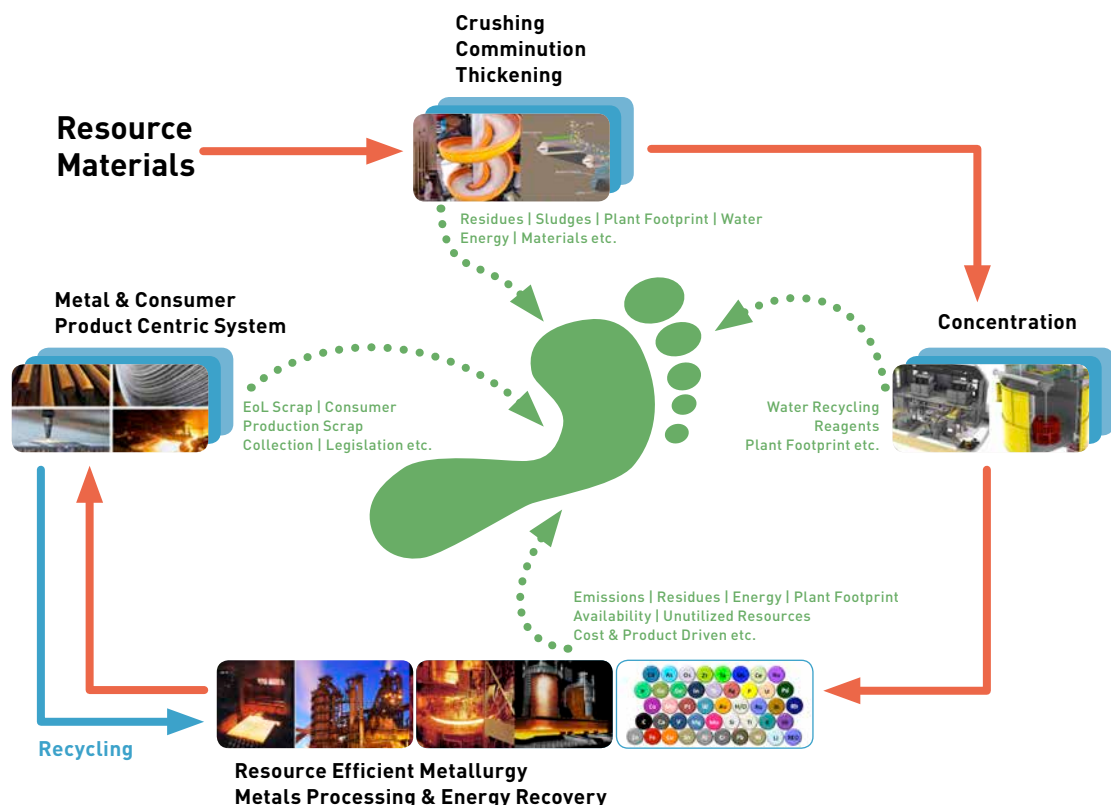 Crushing
Comminution
Thickening
Resource
Materials
Residues | Sludges | Plant Footprint | Water
Energy | Materials etc.
Metal & Consumer
Product Centric System
Concentration
EoL Scrap | Consumer
Production Scrap
Collection | Legislation etc.
Water Recycling
Reagents
Plant Footprint etc.
Emissions | Residues | Energy | Plant Footprint
Availability | Unutilized Resources
Cost & Product Driven etc.
Recycling
Resource Efficient Metallurgy
Metals Processing & Energy Recovery